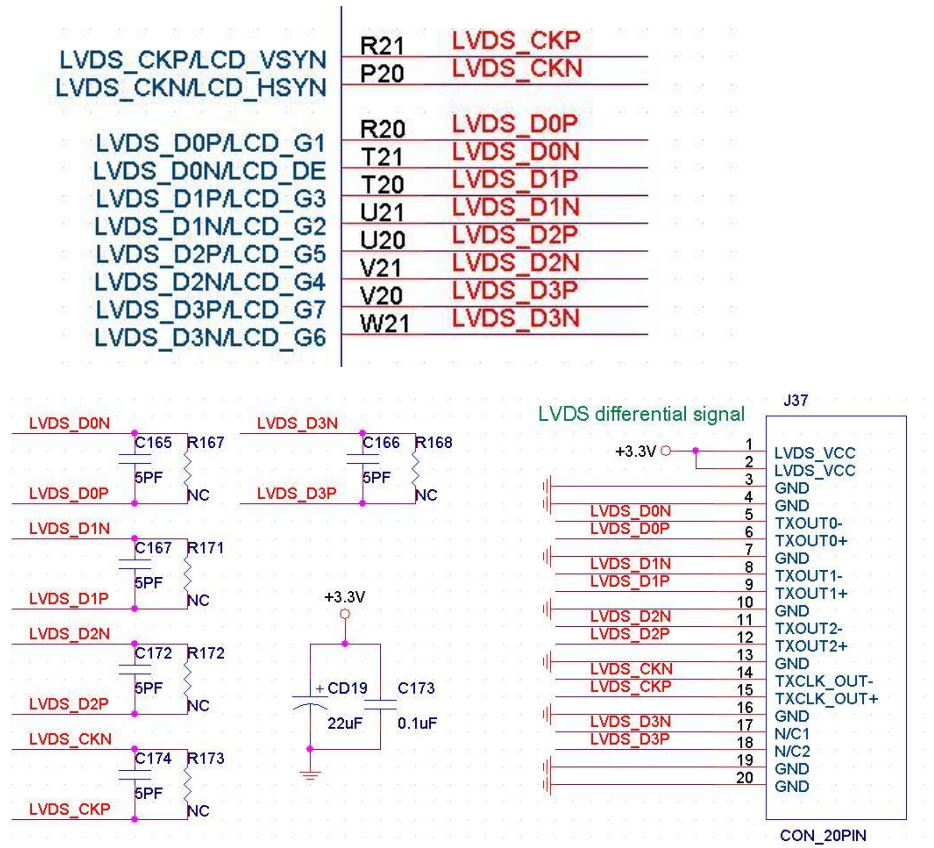 LVDS_CKP/LCD_VSYN R21 LVDS_CKP
LVDS_CKN/LCD_HSYN P20 LVDS_CKN
LVDS_D0P/LCD_G1 R20 LVDS_D0P
LVDS_D0N/LCD_DE T21 LVDS_D0N
LVDS_D1P/LCD_G3 T20 LVDS_D1P
LVDS_D1N/LCD_G2 U21 LVDS_D1N
LVDS_D2P/LCD_G5 U20 LVDS_D2P
LVDS_D2N/LCD_G4 V21 LVDS_D2N
LVDS_D3P/LCD_G7 V20 LVDS_D3P
LVDS_D3N/LCD_G6 W21 LVDS_D3N
LVDS_D0N
C165 R167
5PF
LVDS_D0P NC
LVDS_D3N
C166 R168
5PF
LVDS_D3P NC
LVDS_D1N
C167 R171
5PF
LVDS_D1P NC
LVDS_D2N
C172 R172
5PF
LVDS_D2P NC
LVDS_CKN
C174 R173
5PF
LVDS_CKP NC
+3.3V
+ CD19 C173
22uF 0.1uF
LVDS differential signal
J37
+3.3V 1 LVDS_VCC
2 LVDS_VCC
3 GND
4 GND
LVDS_D0N 5 TXOUT0-
LVDS_D0P 6 TXOUT0+
7 GND
LVDS_D1N 8 TXOUT1-
LVDS_D1P 9 TXOUT1+
10 GND
LVDS_D2N 11 TXOUT2-
LVDS_D2P 12 TXOUT2+
13 GND
LVDS_CKN 14 TXCLK_OUT-
LVDS_CKP 15 TXCLK_OUT+
16 GND
LVDS_D3N 17 N/C1
LVDS_D3P 18 N/C2
19 GND
20 GND
CON_20PIN